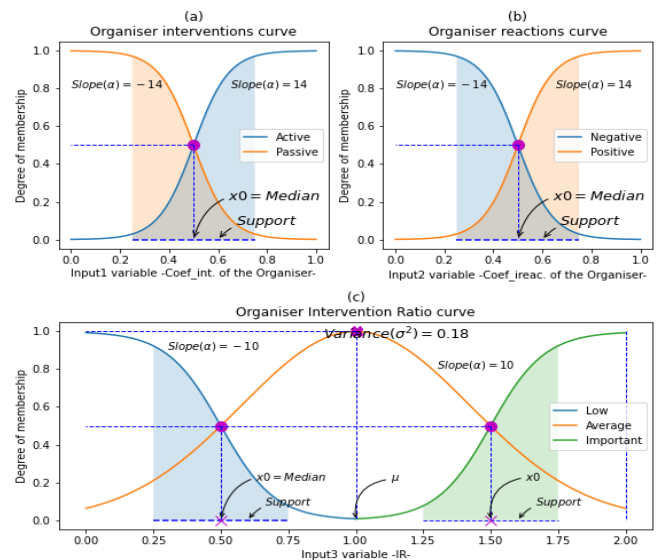 (a)
Organiser interventions curve
1.0
0.8
0.6
0.4
0.2
0.0
Degree of membership
Slope(α) = −14
Slope(α) = 14
Active
Passive
x0 = Median
Support
0.0 0.2 0.4 0.6 0.8 1.0
Input1 variable -Coef_int. of the Organiser-
(b)
Organiser reactions curve
1.0
0.8
0.6
0.4
0.2
0.0
Degree of membership
Slope(α) = −14
Slope(α) = 14
Negative
Positive
x0 = Median
Support
0.0 0.2 0.4 0.6 0.8 1.0
Input2 variable -Coef_ireac. of the Organiser-
(c)
Organiser Intervention Ratio curve
1.0
0.8
0.6
0.4
0.2
0.0
Degree of membership
Variance(σ²) = 0.18
Slope(α) = −10
Slope(α) = 10
Low
Average
Important
x0 = Median
μ
x0
Support
Support
0.00 0.25 0.50 0.75 1.00 1.25 1.50 1.75 2.00
Input3 variable -IR-